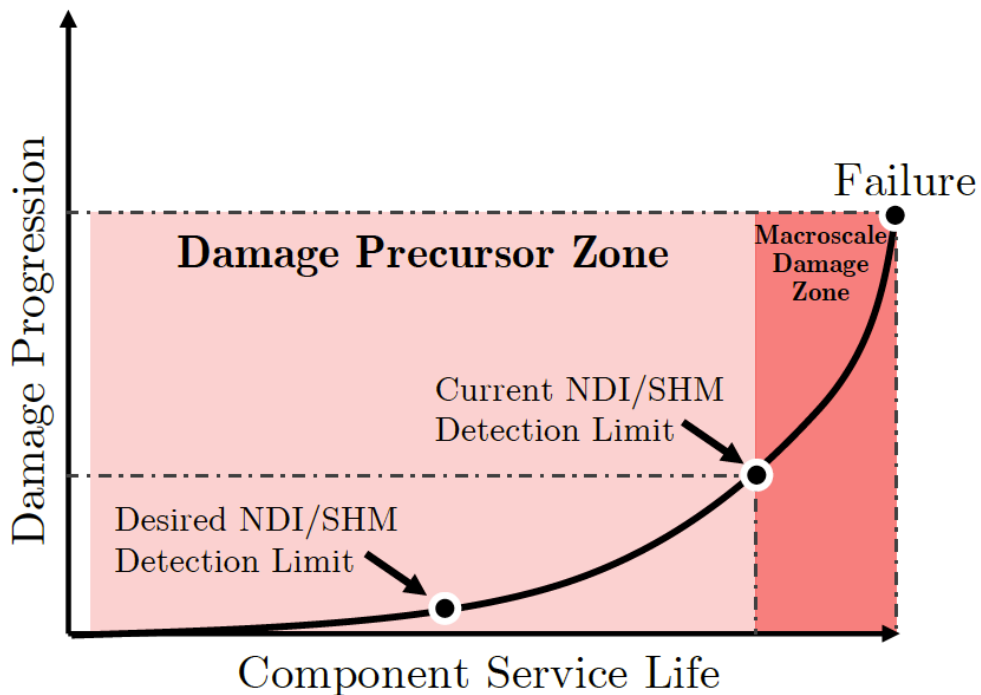 Failure
Damage Precursor Zone
Macroscale
Damage
Zone
Current NDI/SHM
Detection Limit
Desired NDI/SHM
Detection Limit
Damage Progression
Component Service Life